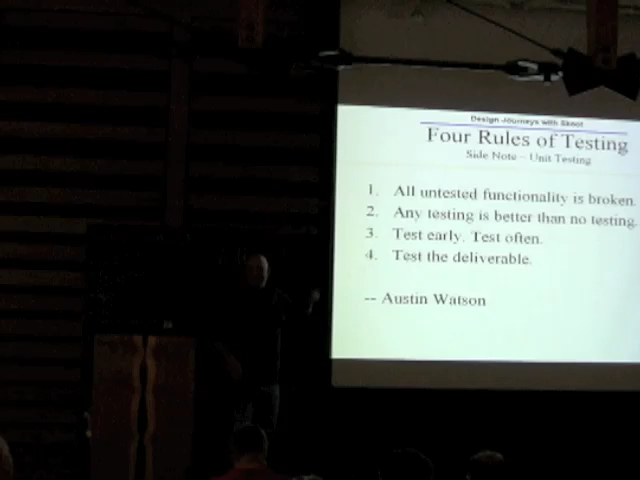 Design Journeys with Skoot
Four Rules of Testing
Side Note – Unit Testing
1. All untested functionality is broken.
2. Any testing is better than no testing.
3. Test early. Test often.
4. Test the deliverable.
-- Austin Watson